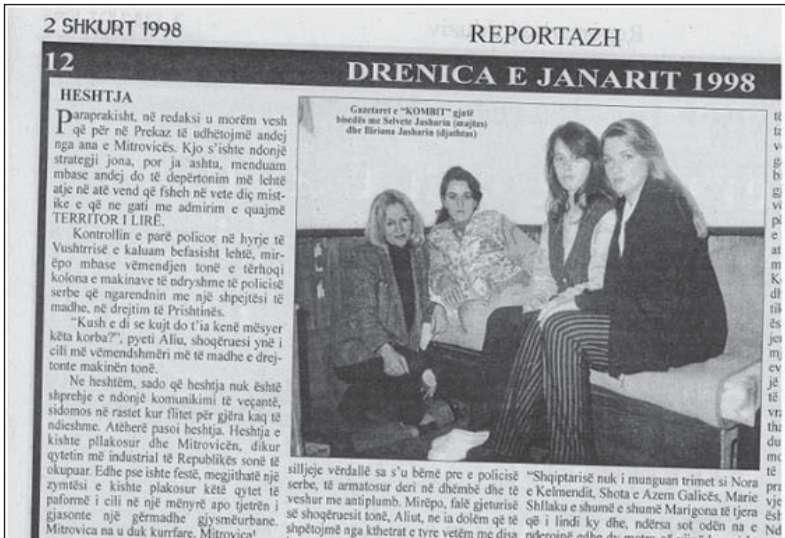 2 SHKURT 1998
REPORTAZH
12
DRENICA E JANARIT 1998
HESHTJA
Paraprakisht, në redaksi u morëm vesh
që për në Prekaz të udhëtojmë andej
nga ana e Mitrovicës. Kjo s'ishte ndonjë
strategji jona, por ja ashtu, menduam
mbase andej do të depërtonim më lehtë
atje në atë vend që fsheh në vete diç mist-
ike e që ne gati me admirim e quajmë
TERRITOR I LIRË.
Kontrollin e parë policor në hyrje të
Vushtrrisë e kaluam befasisht lehtë, mir-
ëpo mbase vëmendjen tonë e tërhoqi
kolona e makinave të ndryshme të policisë
serbe që ngarendnin me një shpejtësi të
madhe, në drejtim të Prishtinës.
"Kush e di se kujt do t'ia kenë mësyer
këta korba?", pyeti Aliu, shoqëruesi ynë i
cili më vëmendshmëri më të madhe e drej-
tonte makinën tonë.
Ne heshtëm, sado që heshtja nuk është
shprehje e ndonjë komunikimi të veçantë,
sidomos në rastet kur flitet për gjëra kaq të
ndieshme. Atëherë pasoi heshtja. Heshtja e
kishte pllakosur dhe Mitrovicën, dikur
qytetin më industrial të Republikës sonë të
okupuar. Edhe pse ishte festë, megjithatë një
zymtësi e kishte plakosur këtë qytet të
paformë i cili në një mënyrë apo tjetrën i
gjasonte një gërmadhe gjysmëurbane.
Mitrovica na u duk kurrfare. Mitrovica!
Gazetaret e "KOMBIT" gjatë
bisedës me Selvete Jasharin (majtas)
dhe Iliriana Jasharin (djathtas)
silljeje vërdallë sa s'u bëmë pre e policisë
serbe, të armatosur deri në dhëmbë dhe të
veshur me antiplumb. Mirëpo, falë gjeturisë
së shoqëruesit tonë, Aliut, ne ia dolëm që të
shpëtojmë nga kthetrat e tyre vetëm me disa
"Shqiptarisë nuk i munguan trimet si Nora
e Kelmendit, Shota e Azem Galicës, Marie
Shllaku e shumë e shumë Marigona të tjera
që i lindi ky dhe, ndërsa sot odën na e